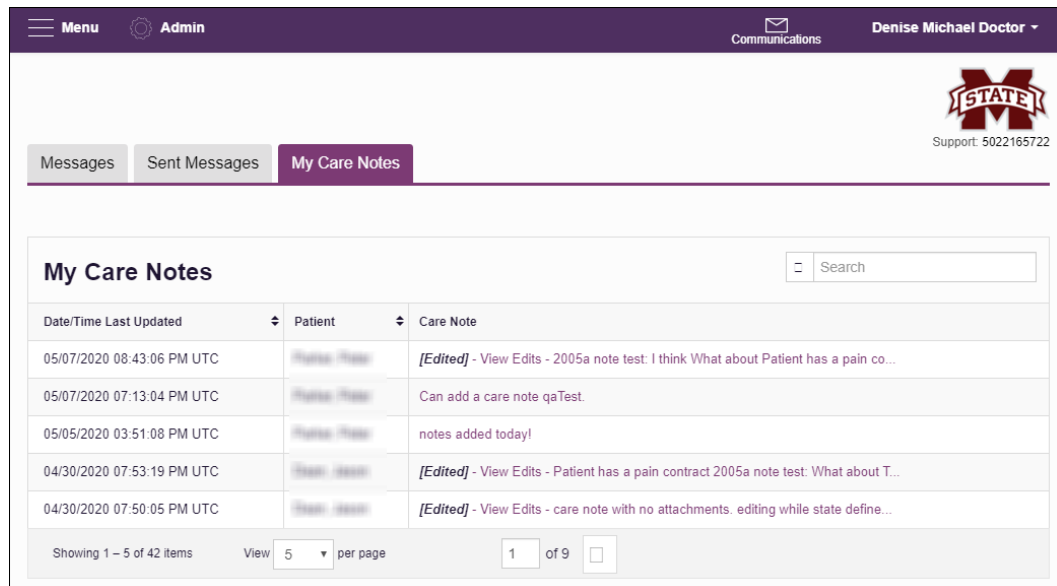 Menu Admin Communications Denise Michael Doctor
STATE
Support: 5022165722
Messages Sent Messages My Care Notes
My Care Notes Search
Date/Time Last Updated Patient Care Note
05/07/2020 08:43:06 PM UTC [Edited] - View Edits - 2005a note test: I think What about Patient has a pain co...
05/07/2020 07:13:04 PM UTC Can add a care note qaTest.
05/05/2020 03:51:08 PM UTC notes added today!
04/30/2020 07:53:19 PM UTC [Edited] - View Edits - Patient has a pain contract 2005a note test: What about T...
04/30/2020 07:50:05 PM UTC [Edited] - View Edits - care note with no attachments. editing while state define...
Showing 1 – 5 of 42 items View 5 per page 1 of 9